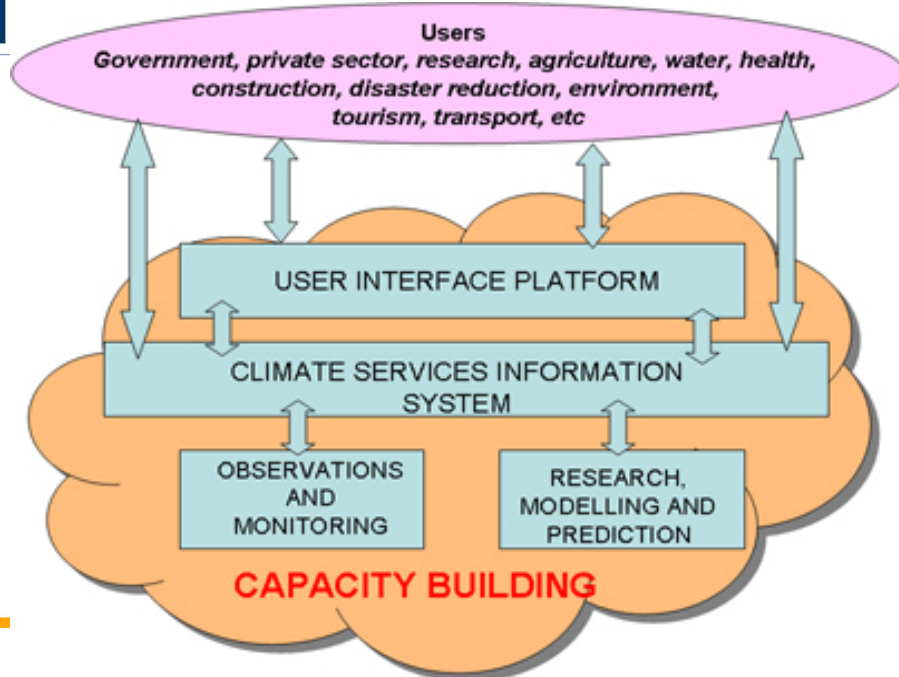 Users
Government, private sector, research, agriculture, water, health,
construction, disaster reduction, environment,
tourism, transport, etc
USER INTERFACE PLATFORM
CLIMATE SERVICES INFORMATION
SYSTEM
OBSERVATIONS
AND
MONITORING
RESEARCH,
MODELLING AND
PREDICTION
CAPACITY BUILDING